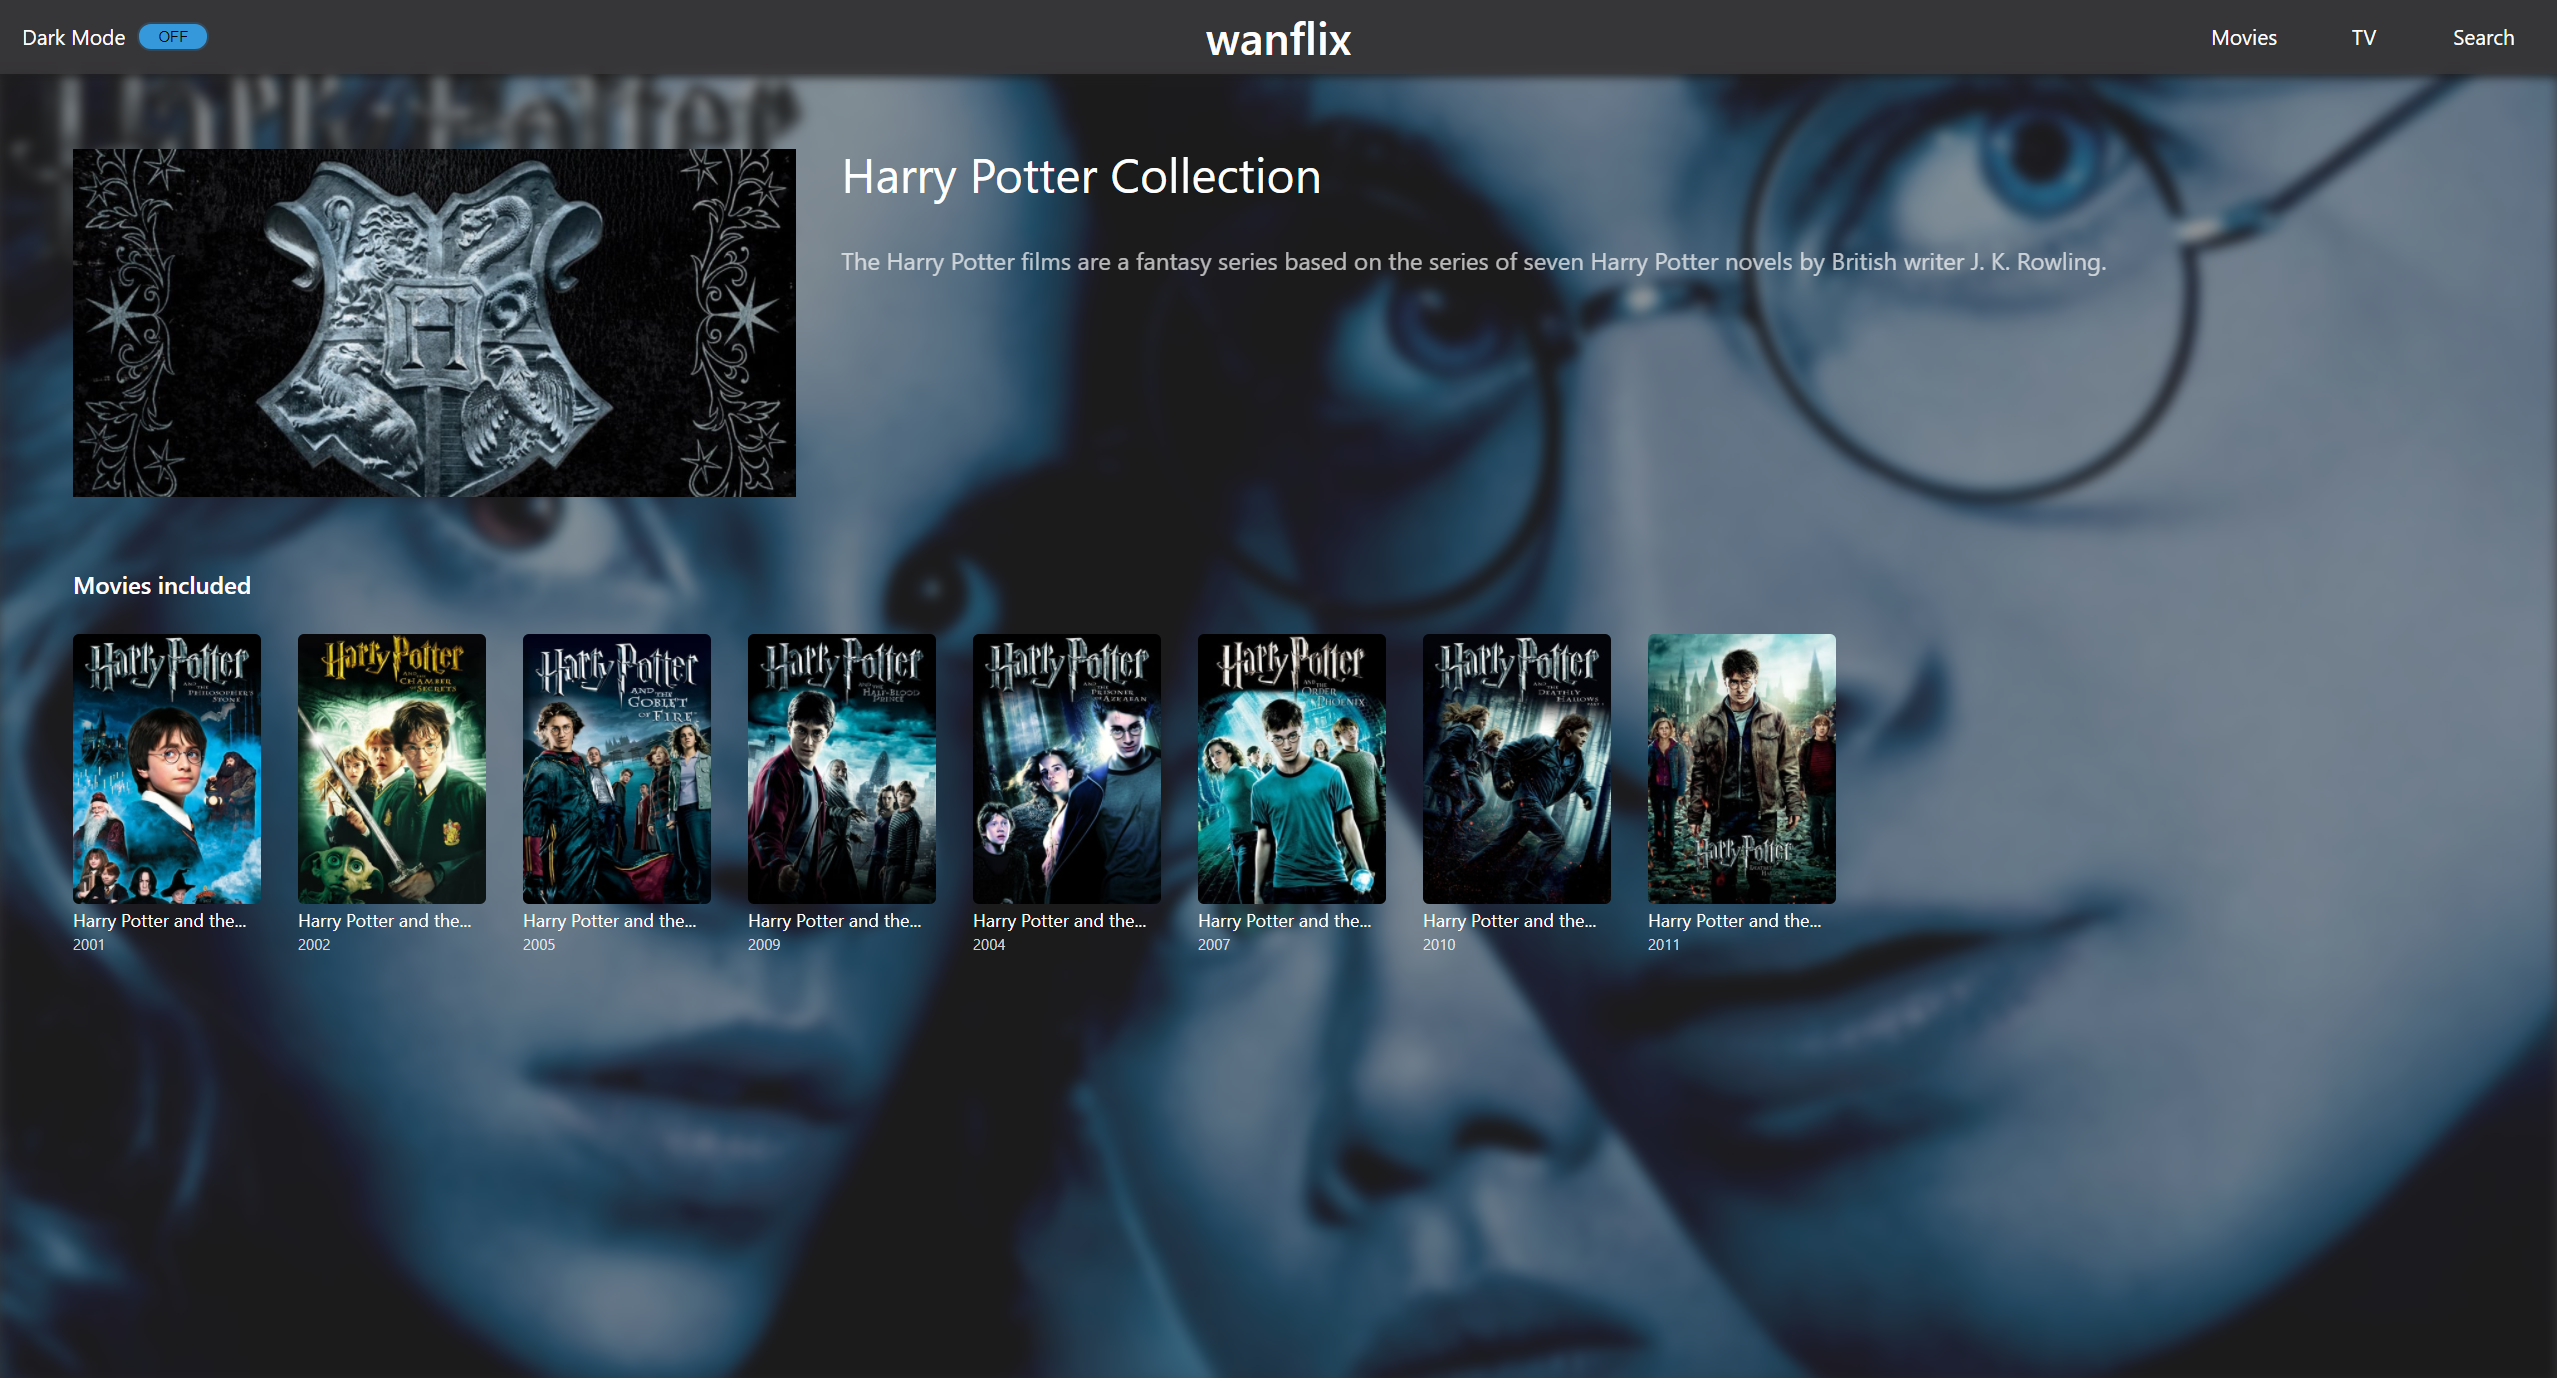 Dark Mode OFF
wanflix
Movies
TV
Search
Harry Potter Collection
The Harry Potter films are a fantasy series based on the series of seven Harry Potter novels by British writer J. K. Rowling.
H
Movies included
Harry Potter
AND THE
PHILOSOPHER'S
STONE
Harry Potter and the...
2001
Harry Potter
AND THE
CHAMBER
OF SECRETS
Harry Potter and the...
2002
Harry Potter
AND THE
GOBLET
OF FIRE
Harry Potter and the...
2005
Harry Potter
AND THE
HALF-BLOOD
PRINCE
Harry Potter and the...
2009
Harry Potter
AND THE
PRISONER
OF AZKABAN
Harry Potter and the...
2004
Harry Potter
AND THE
ORDER
OF THE PHOENIX
Harry Potter and the...
2007
Harry Potter
AND THE
DEATHLY
HALLOWS
PART 1
Harry Potter and the...
2010
Harry Potter
DEATHLY
HALLOWS
Harry Potter and the...
2011